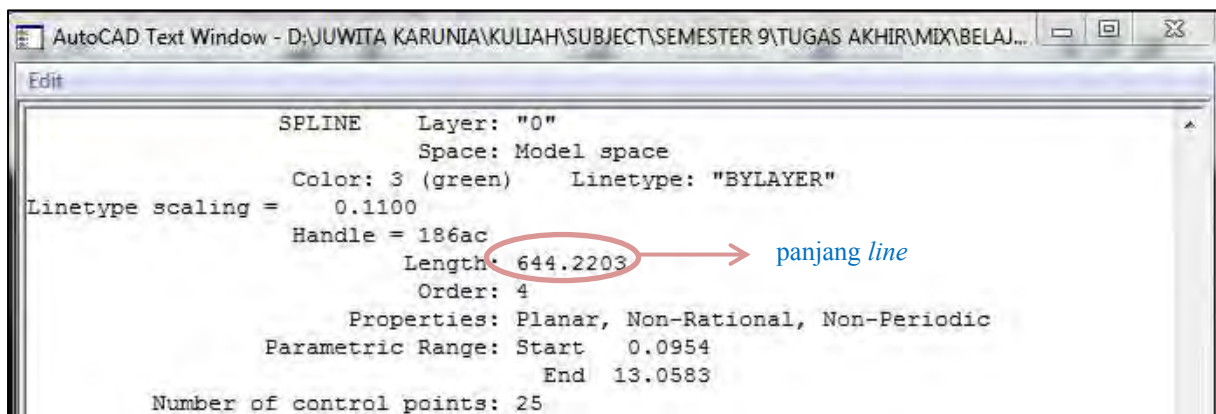 AutoCAD Text Window - D:\JUWITA KARUNIA\KULIAH\SUBJECT\SEMESTER 9\TUGAS AKHIR\MIX\BELAJ...
Edit
SPLINE Layer: "0"
Space: Model space
Color: 3 (green) Linetype: "BYLAYER"
Linetype scaling = 0.1100
Handle = 186ac
Length: 644.2203 panjang line
Order: 4
Properties: Planar, Non-Rational, Non-Periodic
Parametric Range: Start 0.0954
End 13.0583
Number of control points: 25